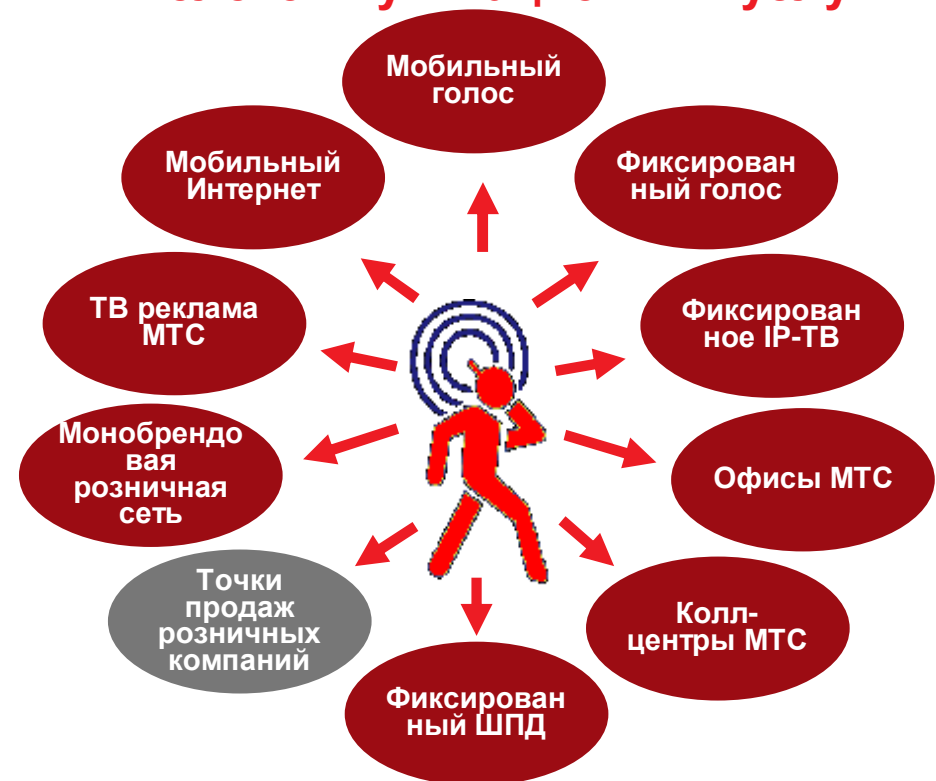 Мобильный
голос
Мобильный
Интернет
Фиксирован
ный голос
ТВ реклама
МТС
Фиксирован
ное IP-ТВ
Монобрендо
вая
розничная
сеть
Офисы МТС
Точки
продаж
розничных
компаний
Колл-
центры МТС
Фиксирован
ный ШПД